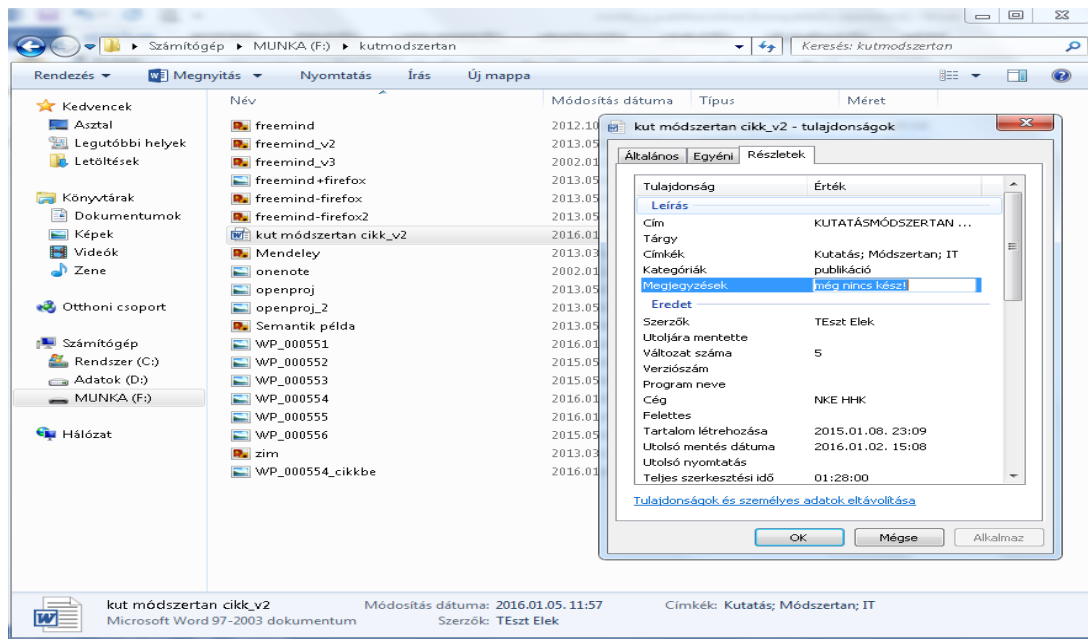 Számítógép ▸ MUNKA (F:) ▸ kutmodszertan
Keresés: kutmodszertan
Rendezés Megnyitás Nyomtatás Írás Új mappa
Kedvencek
Asztal
Legutóbbi helyek
Letöltések
Könyvtárak
Dokumentumok
Képek
Videók
Zene
Otthoni csoport
Számítógép
Rendszer (C:)
Adatok (D:)
MUNKA (F:)
Hálózat
Név Módosítás dátuma Típus Méret
freemind 2012.10
freemind_v2 2013.05
freemind_v3 2002.01
freemind+firefox 2013.05
freemind-firefox 2013.05
freemind-firefox2 2013.05
kut módszertan cikk_v2 2016.01
Mendeley 2013.03
onenote 2002.01
openproj 2013.05
openproj_2 2013.05
Semantik példa 2013.05
WP_000551 2016.01
WP_000552 2015.05
WP_000553 2015.05
WP_000554 2016.01
WP_000555 2016.01
WP_000556 2015.05
zim 2013.03
WP_000554_cikkbe 2016.01
kut módszertan cikk_v2 - tulajdonságok
Általános Egyéni Részletek
Tulajdonság Érték
Leírás
Cím KUTATÁSMÓDSZERTAN ...
Tárgy
Címkék Kutatás; Módszertan; IT
Kategóriák publikáció
Megjegyzések még nincs kész!
Eredet
Szerzők TEszt Elek
Utoljára mentette
Változat száma 5
Verziószám
Program neve
Cég NKE HHK
Felettes
Tartalom létrehozása 2015.01.08. 23:09
Utolsó mentés dátuma 2016.01.02. 15:08
Utolsó nyomtatás
Teljes szerkesztési idő 01:28:00
Tulajdonságok és személyes adatok eltávolítása
OK Mégse Alkalmaz
kut módszertan cikk_v2 Módosítás dátuma: 2016.01.05. 11:57 Címkék: Kutatás; Módszertan; IT
Microsoft Word 97-2003 dokumentum Szerzők: TEszt Elek